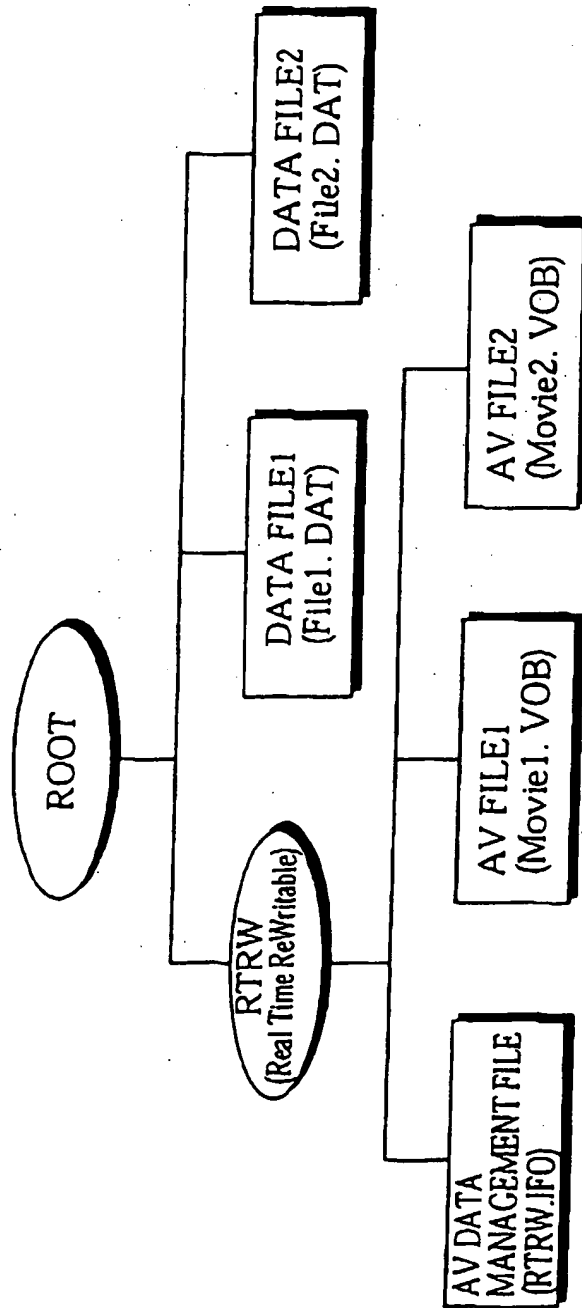 ROOT
RTRW
(Real Time ReWritable)
DATA FILE1
(File1. DAT)
DATA FILE2
(File2. DAT)
AV DATA
MANAGEMENT FILE
(RTRW.IFO)
AV FILE1
(Movie1. VOB)
AV FILE2
(Movie2. VOB)